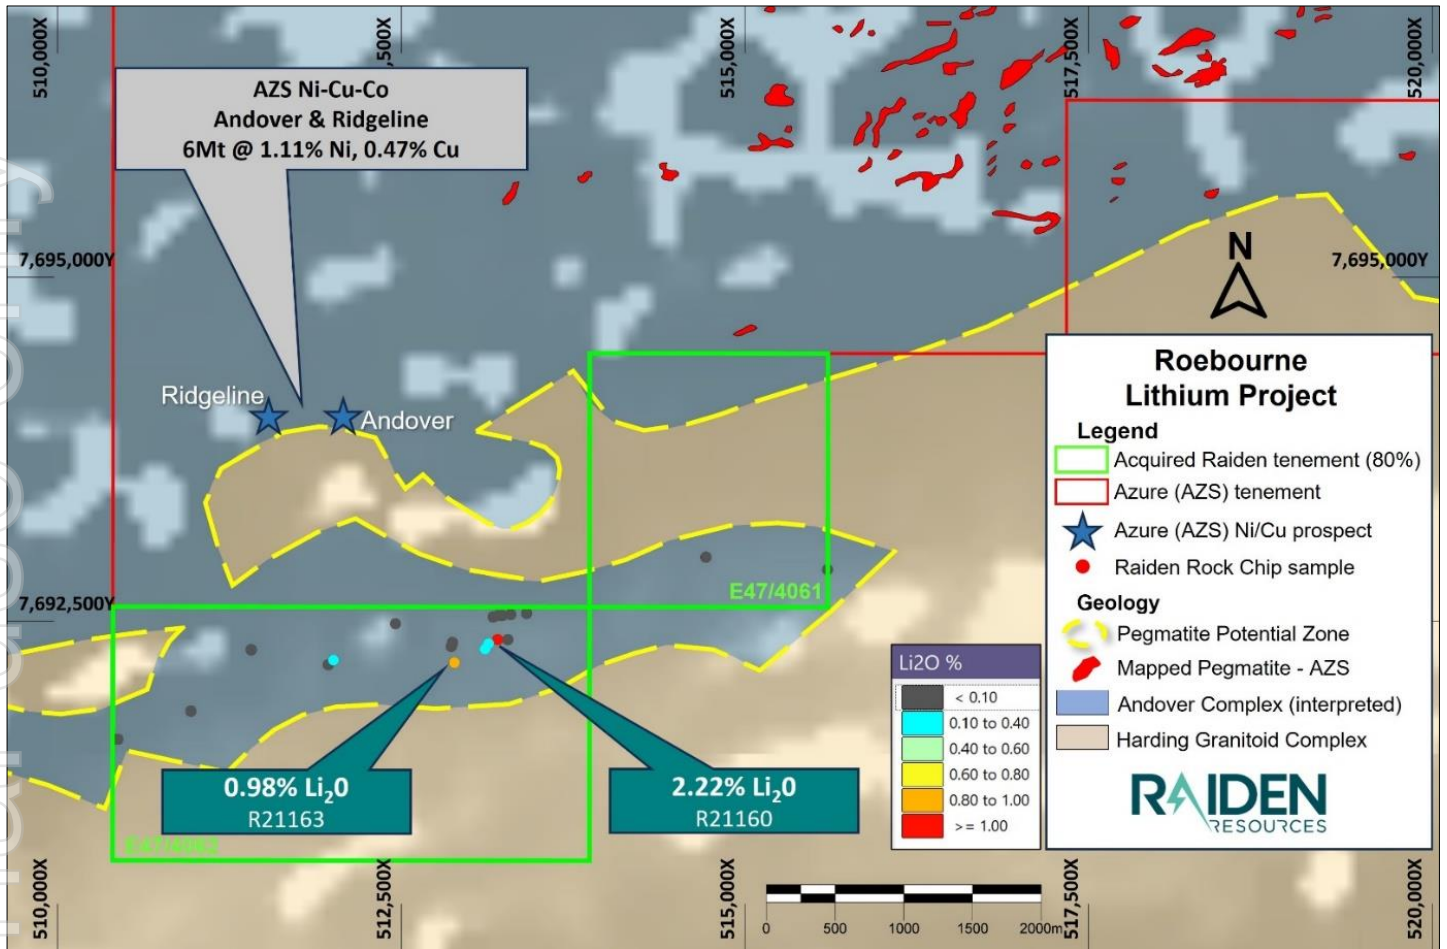 510,000X
,500X
515,000X
517,500X
520,000X
AZS Ni-Cu-Co
Andover & Ridgeline
6Mt @ 1.11% Ni, 0.47% Cu
7,695,000Y
7,695,000Y
N
Ridgeline
Andover
E47/4061
7,692,500Y
0.98% Li₂0
R21163
2.22% Li₂0
R21160
Li2O %
< 0.10
0.10 to 0.40
0.40 to 0.60
0.60 to 0.80
0.80 to 1.00
>= 1.00
Roebourne
Lithium Project
Legend
Acquired Raiden tenement (80%)
Azure (AZS) tenement
Azure (AZS) Ni/Cu prospect
Raiden Rock Chip sample
Geology
Pegmatite Potential Zone
Mapped Pegmatite - AZS
Andover Complex (interpreted)
Harding Granitoid Complex
RAIDEN
RESOURCES
510,000X
512,500X
515,000X
517,500X
520,000X
0 500 1000 1500 2000m